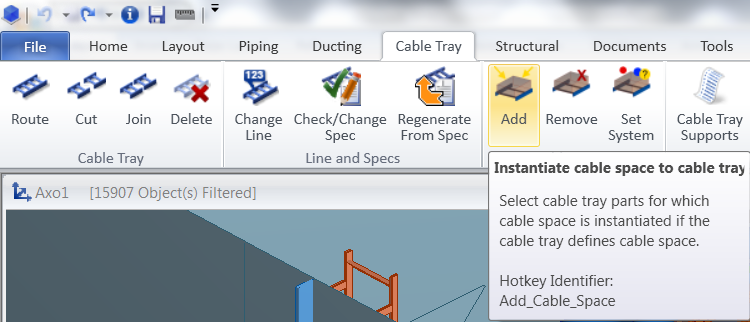 File Home Layout Piping Ducting Cable Tray Structural Documents Tools
Route Cut Join Delete
Cable Tray
123
Change Line
Check/Change Spec
Regenerate From Spec
Line and Specs
Add Remove Set System
Cable Tray Supports
Instantiate cable space to cable tray
Select cable tray parts for which
cable space is instantiated if the
cable tray defines cable space.
Hotkey Identifier:
Add_Cable_Space
Axo1 [15907 Object(s) Filtered]